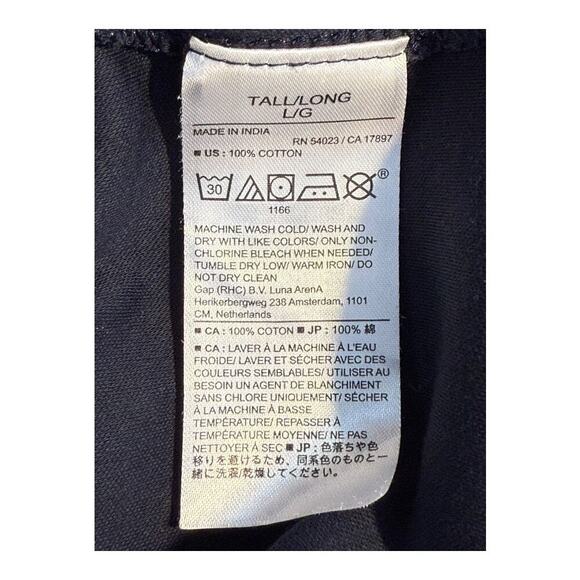 TALL/LONG
L/G
MADE IN INDIA
RN 54023 / CA 17897
■ US : 100% COTTON
30
®
1166
MACHINE WASH COLD/ WASH AND
DRY WITH LIKE COLORS/ ONLY NON-
CHLORINE BLEACH WHEN NEEDED/
TUMBLE DRY LOW/ WARM IRON/ DO
NOT DRY CLEAN
Gap (RHC) B.V. Luna ArenA
Herikerbergweg 238 Amsterdam, 1101
CM, Netherlands
■ CA : 100% COTON ■ JP : 100% 綿
■ CA : LAVER À LA MACHINE À L'EAU
FROIDE/ LAVER ET SÉCHER AVEC DES
COULEURS SEMBLABLES/ UTILISER AU
BESOIN UN AGENT DE BLANCHIMENT
SANS CHLORE UNIQUEMENT/ SÉCHER
À LA MACHINE À BASSE
TEMPÉRATURE/ REPASSER À
TEMPÉRATURE MOYENNE/ NE PAS
NETTOYER À SEC ■ JP : 色落ちや色
移りを避けるため、同系色のものと一
緒に洗濯/乾燥してください。